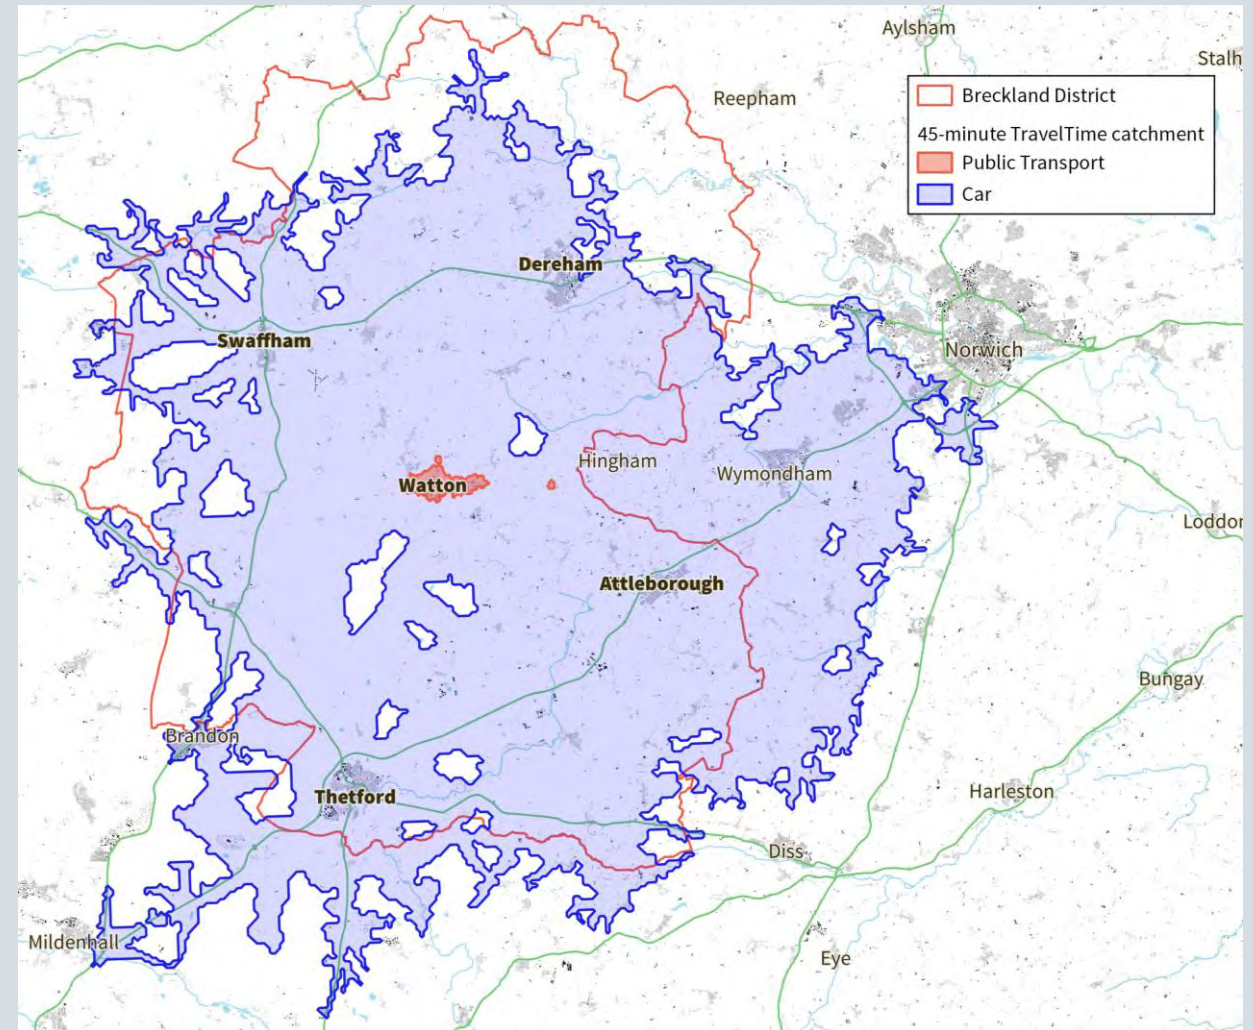 Aylsham
Stalh
Reepham
Breckland District
45-minute TravelTime catchment
Public Transport
Car
Dereham
Swaffham
Norwich
Hingham
Wymondham
Watton
Loddor
Attleborough
Bungay
Brandon
Thetford
Harleston
Diss
Mildenhall
Eye